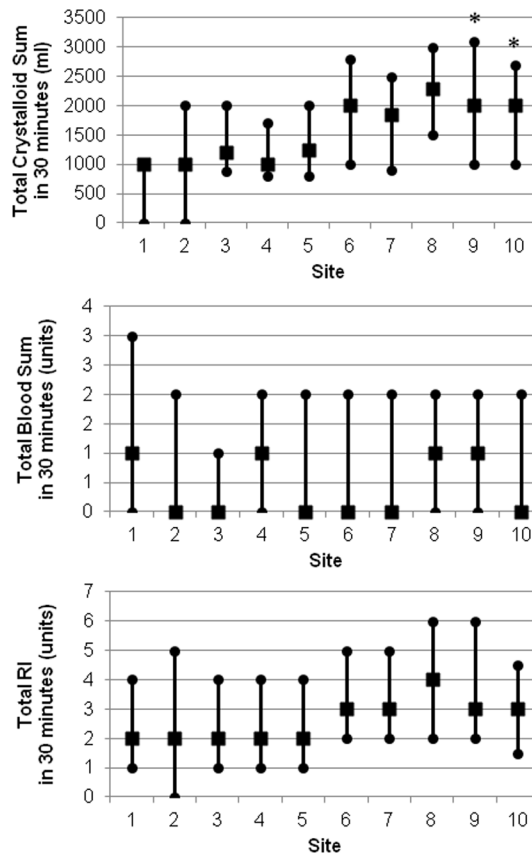 Total Crystalloid Sum
in 30 minutes (ml)
3500
3000
2500
2000
1500
1000
500
0
* *
1 2 3 4 5 6 7 8 9 10
Site
Total Blood Sum
in 30 minutes (units)
4
3
3
2
2
1
1
0
1 2 3 4 5 6 7 8 9 10
Site
Total RI
in 30 minutes (units)
7
6
5
4
3
2
1
0
1 2 3 4 5 6 7 8 9 10
Site